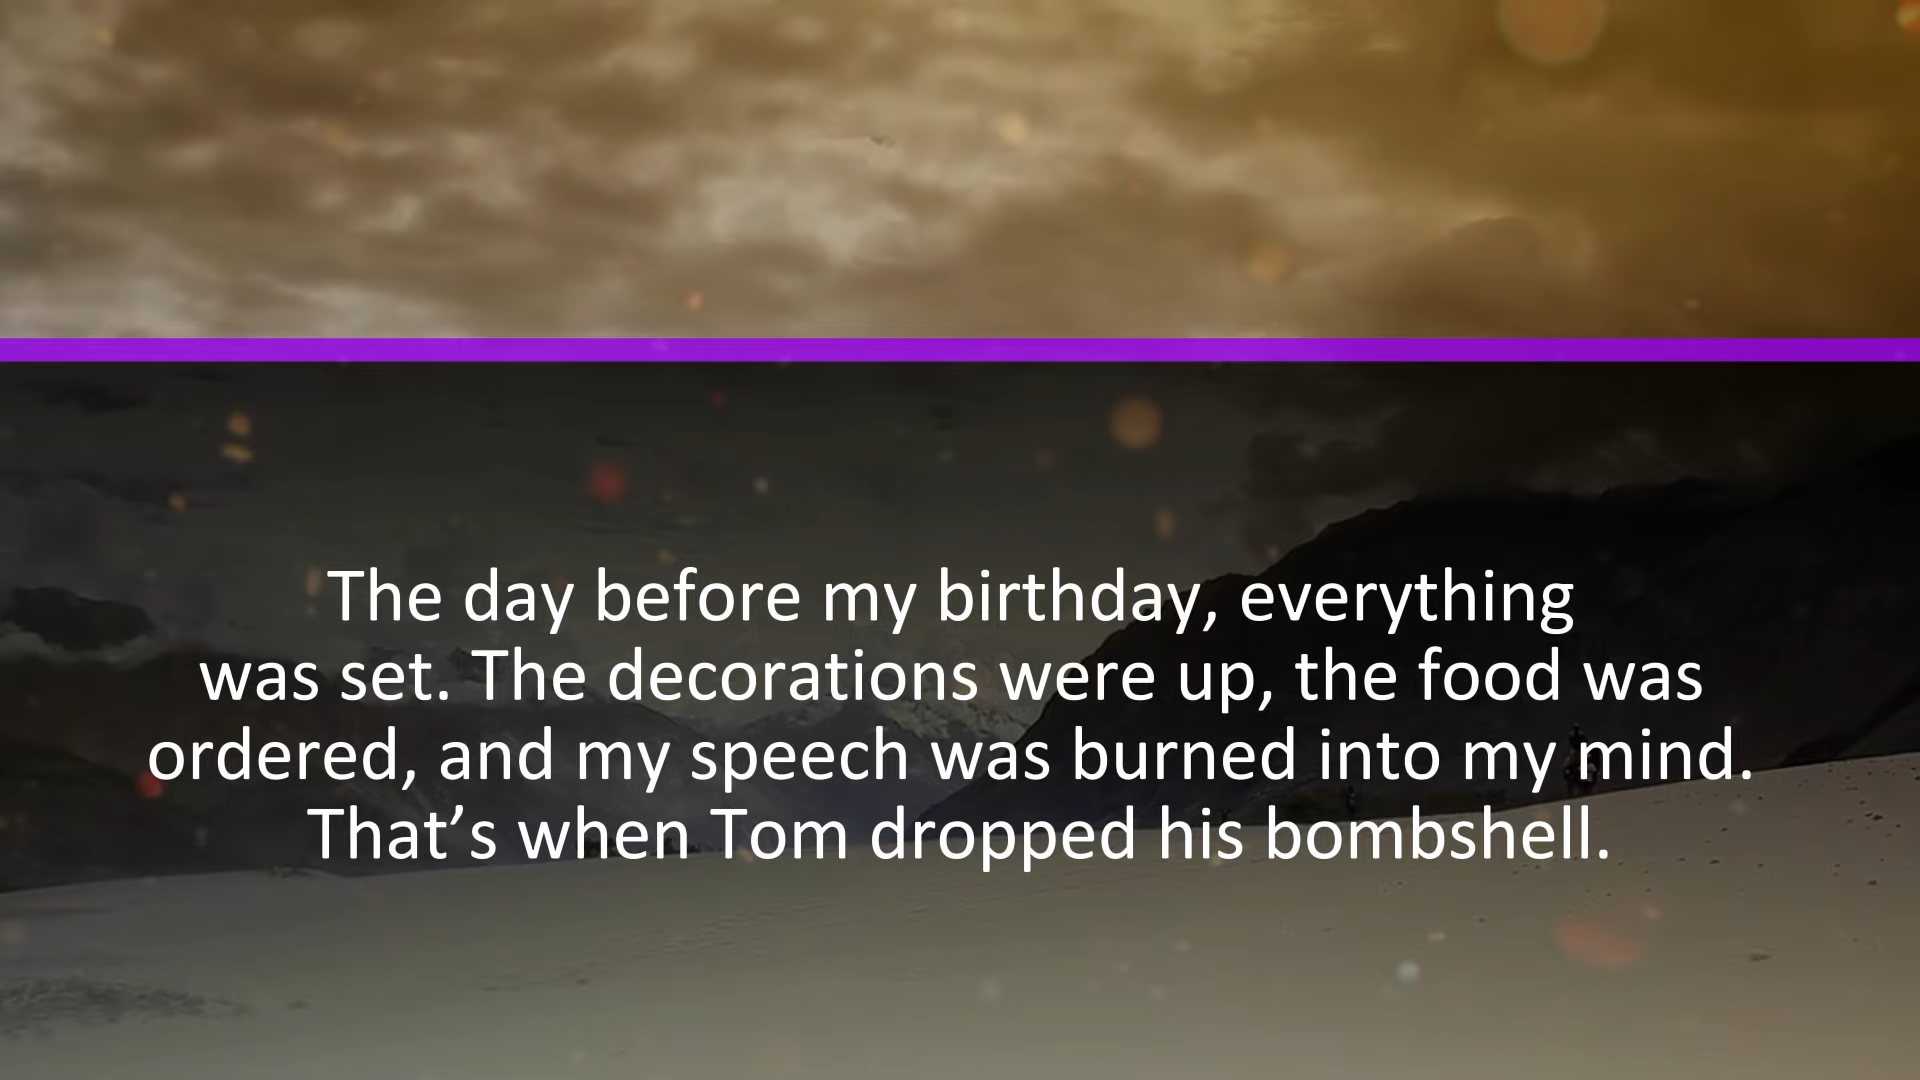 The day before my birthday, everything
was set. The decorations were up, the food was
ordered, and my speech was burned into my mind.
That’s when Tom dropped his bombshell.